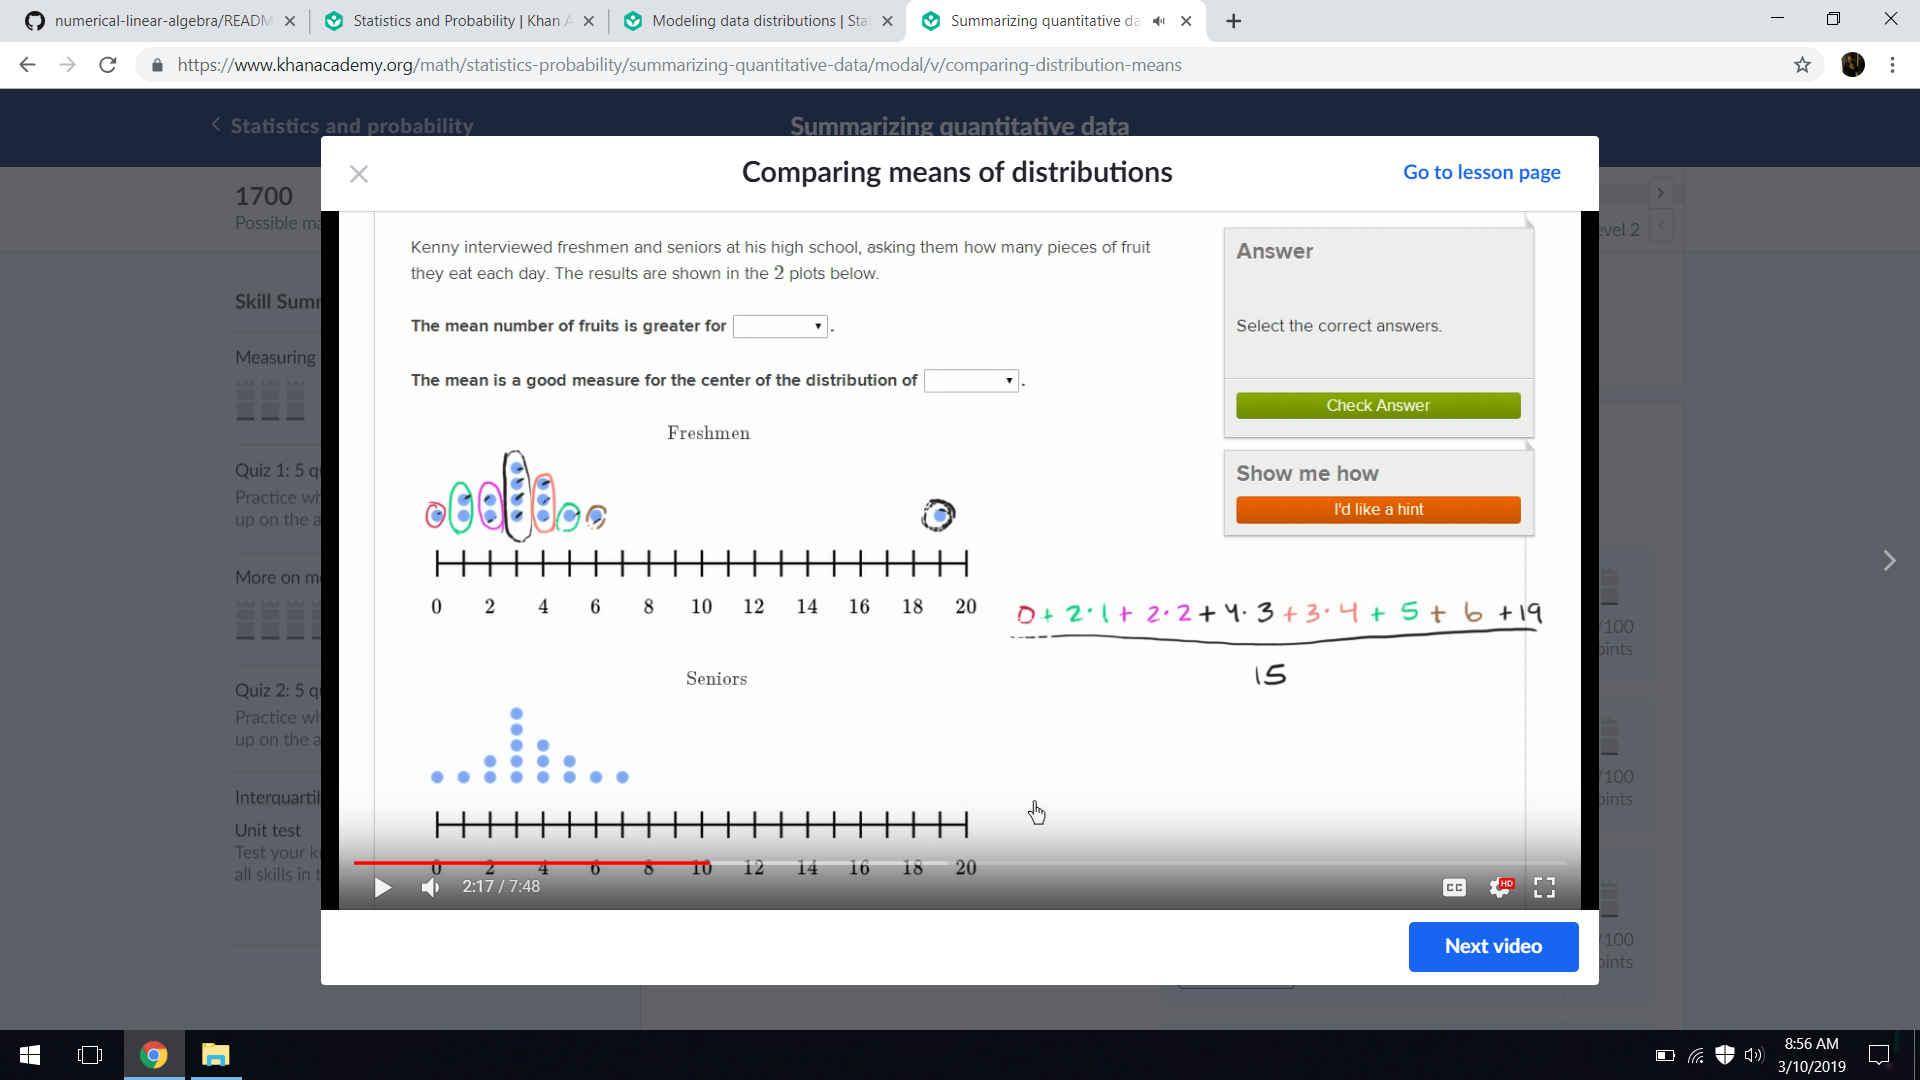 numerical-linear-algebra/READM
Statistics and Probability | Khan A
Modeling data distributions | Stat
Summarizing quantitative da
https://www.khanacademy.org/math/statistics-probability/summarizing-quantitative-data/modal/v/comparing-distribution-means
Statistics and probability
Summarizing quantitative data
Comparing means of distributions
Go to lesson page
1700
Possible ma
Skill Summ
Measuring
Quiz 1: 5 qu
Practice wh
up on the a
More on m
Quiz 2: 5 q
Practice wh
up on the a
Interquartil
Unit test
Test your k
all skills in t
Kenny interviewed freshmen and seniors at his high school, asking them how many pieces of fruit
they eat each day. The results are shown in the 2 plots below.
The mean number of fruits is greater for .
The mean is a good measure for the center of the distribution of .
Answer
Select the correct answers.
Check Answer
Show me how
I'd like a hint
Freshmen
0 2 4 6 8 10 12 14 16 18 20
0 + 2·1 + 2·2 + 4·3 + 3·4 + 5 + 6 + 19
15
Seniors
0 2 4 6 8 10 12 14 16 18 20
2:17 / 7:48
CC
HD
Next video
evel 2
/100
oints
/100
oints
/100
oints
8:56 AM
3/10/2019